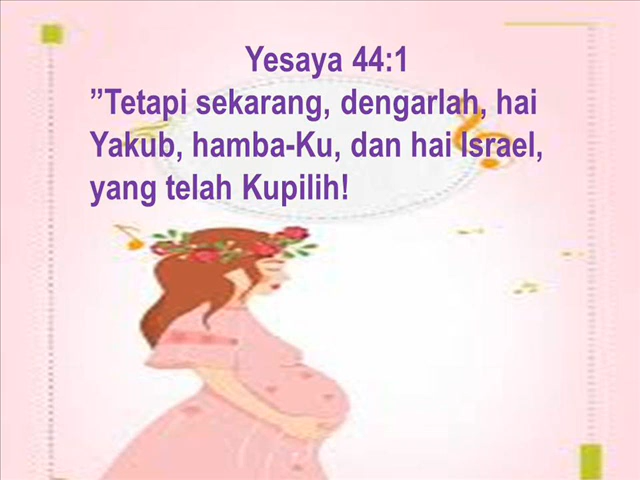 Yesaya 44:1
”Tetapi sekarang, dengarlah, hai
Yakub, hamba-Ku, dan hai Israel,
yang telah Kupilih!